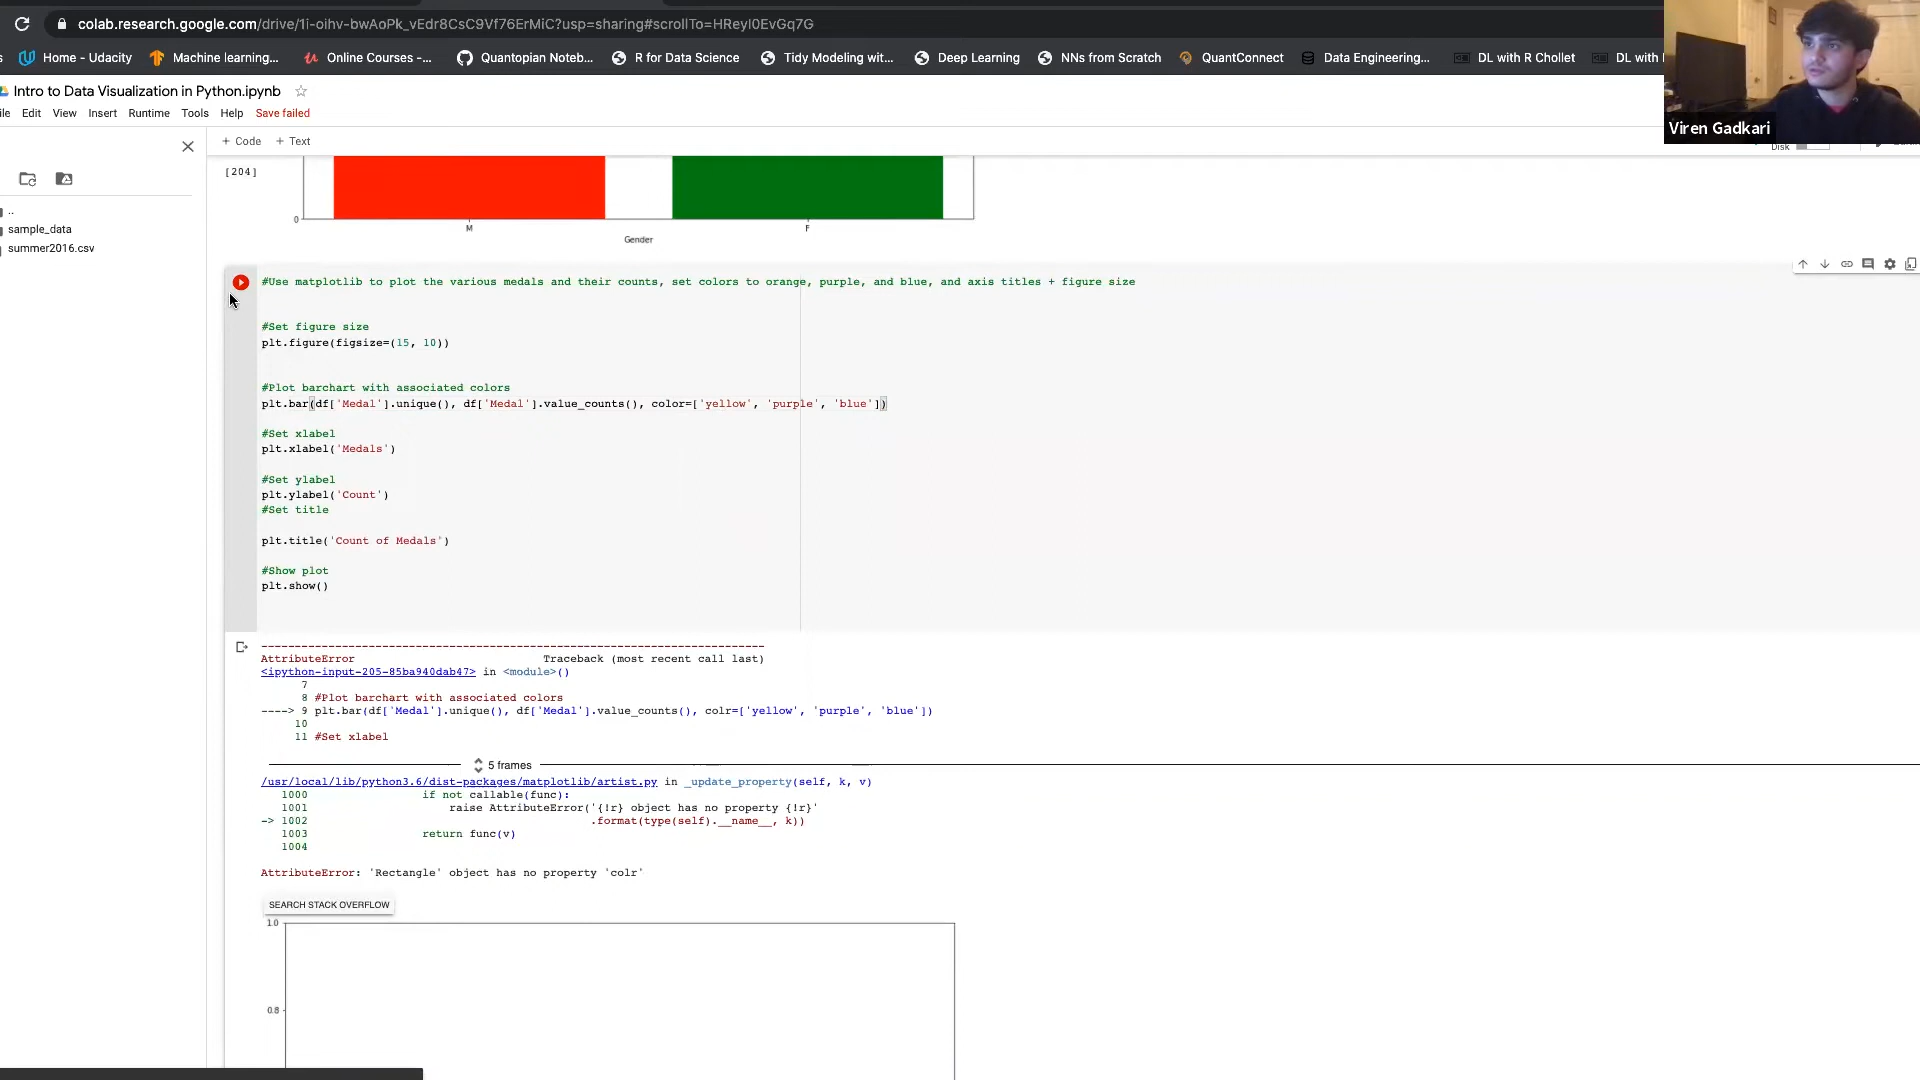 colab.research.google.com/drive/1i-oihv-bwAoPk_vEdr8CsC9Vf76ErMiC?usp=sharing#scrollTo=HReyI0EvGq7G
Home - Udacity Machine learning... Online Courses -... Quantopian Noteb... R for Data Science Tidy Modeling wit... Deep Learning NNs from Scratch QuantConnect Data Engineering... DL with R Chollet DL with
Viren Gadkari
Intro to Data Visualization in Python.ipynb
Edit View Insert Runtime Tools Help Save failed
+ Code + Text
Disk
[204]
..
sample_data
summer2016.csv
0
M F
Gender
#Use matplotlib to plot the various medals and their counts, set colors to orange, purple, and blue, and axis titles + figure size
#Set figure size
plt.figure(figsize=(15, 10))
#Plot barchart with associated colors
plt.bar(df['Medal'].unique(), df['Medal'].value_counts(), color=['yellow', 'purple', 'blue'])
#Set xlabel
plt.xlabel('Medals')
#Set ylabel
plt.ylabel('Count')
#Set title
plt.title('Count of Medals')
#Show plot
plt.show()
---------------------------------------------------------------------------
AttributeError Traceback (most recent call last)
<ipython-input-205-85ba940dab47> in <module>()
7
8 #Plot barchart with associated colors
----> 9 plt.bar(df['Medal'].unique(), df['Medal'].value_counts(), colr=['yellow', 'purple', 'blue'])
10
11 #Set xlabel
5 frames
/usr/local/lib/python3.6/dist-packages/matplotlib/artist.py in _update_property(self, k, v)
1000 if not callable(func):
1001 raise AttributeError('{!r} object has no property {!r}'
-> 1002 .format(type(self).__name__, k))
1003 return func(v)
1004
AttributeError: 'Rectangle' object has no property 'colr'
SEARCH STACK OVERFLOW
1.0
0.8